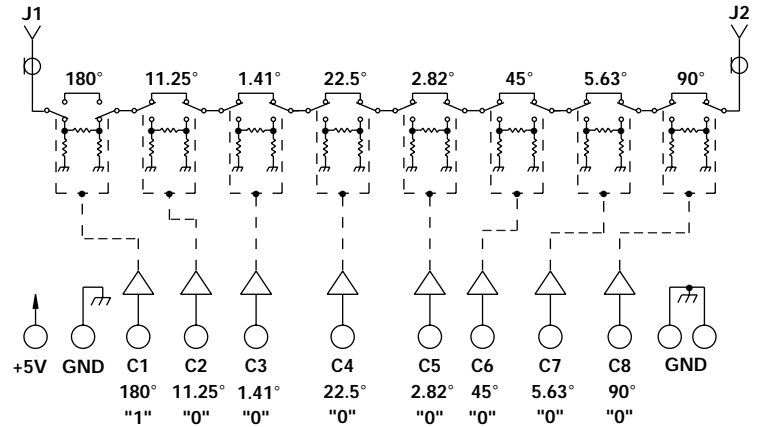 J1 J2
180° 11.25° 1.41° 22.5° 2.82° 45° 5.63° 90°
+5V GND C1 C2 C3 C4 C5 C6 C7 C8 GND
180° 11.25° 1.41° 22.5° 2.82° 45° 5.63° 90°
"1" "0" "0" "0" "0" "0" "0" "0"